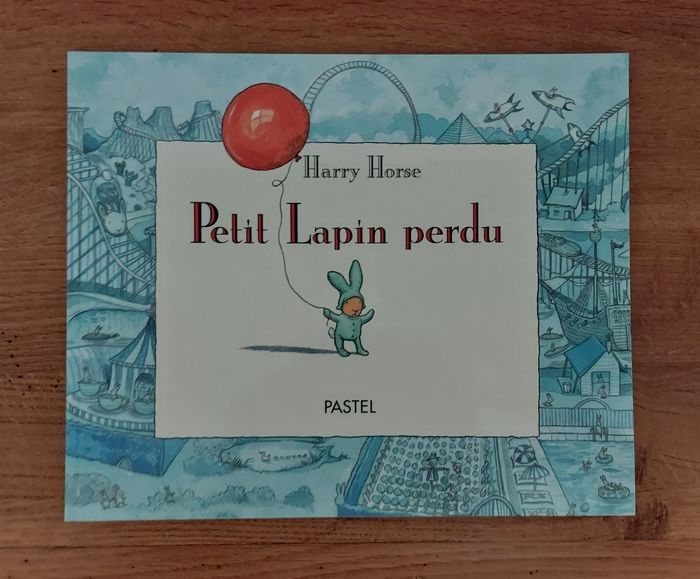 Harry Horse
Petit Lapin perdu
PASTEL